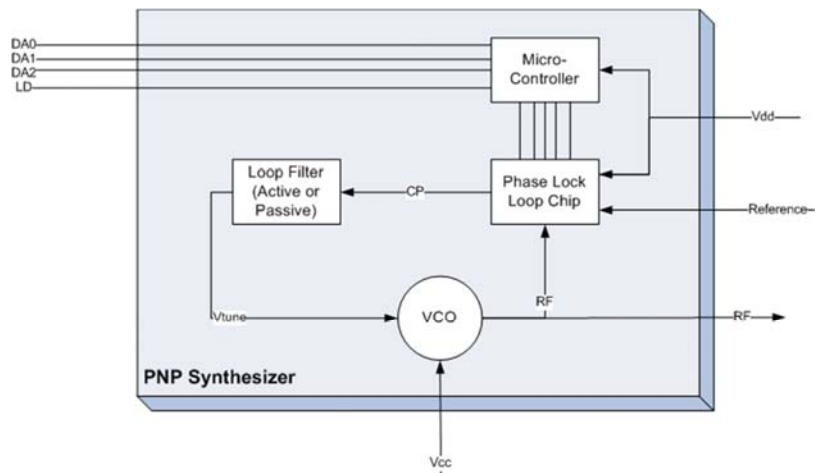 DA0
DA1
DA2
LD
Micro-
Controller
Vdd
Loop Filter
(Active or
Passive)
CP
Phase Lock
Loop Chip
Reference
RF
Vtune
VCO
RF
PNP Synthesizer
Vcc